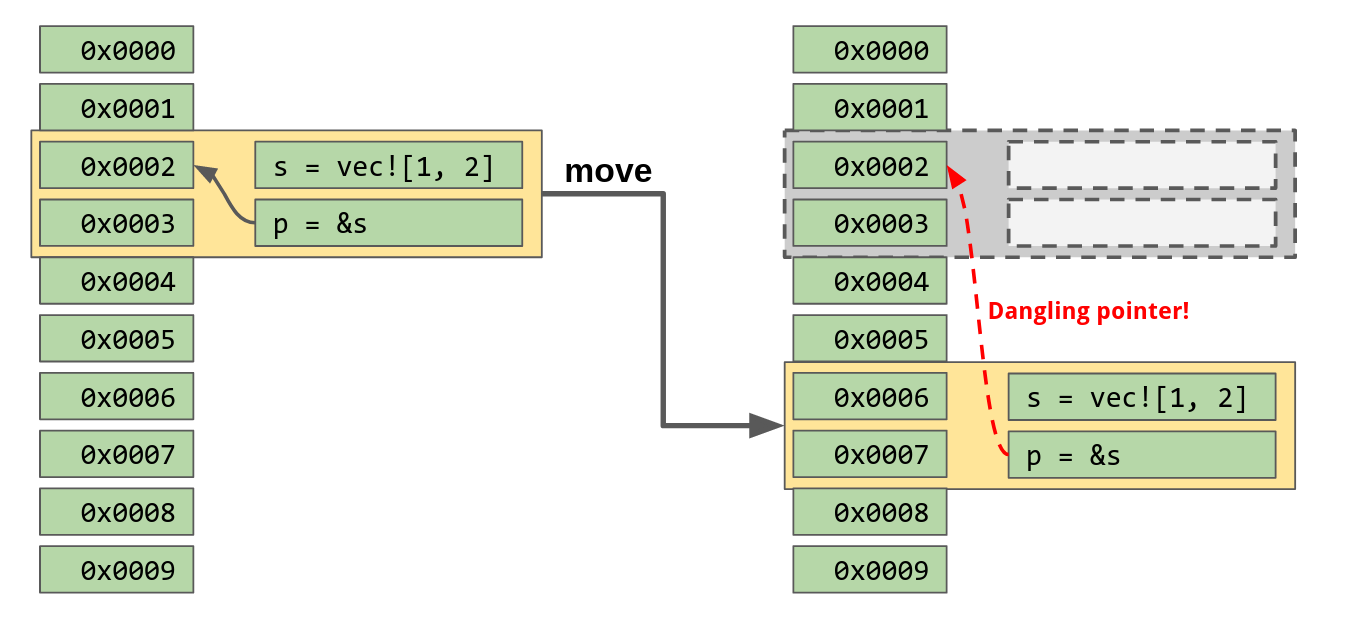 0x0000
0x0001
0x0002
s = vec![1, 2]
0x0003
p = &s
0x0004
0x0005
0x0006
0x0007
0x0008
0x0009
move
0x0000
0x0001
0x0002
0x0003
0x0004
Dangling pointer!
0x0005
0x0006
s = vec![1, 2]
0x0007
p = &s
0x0008
0x0009